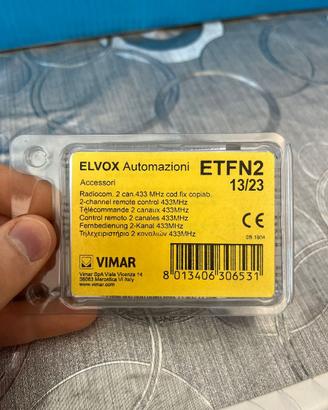 ELVOX Automazioni ETFN2
Accessori 13/23
Radiocom. 2 can.433 MHz cod.fix copiab.
2-channel remote control 433MHz
Télécommande 2 canaux 433MHz
Control remoto 2 canales 433MHz
Fernbedienung 2-Kanal 433MHz
Τηλεχειριστήριο 2 καναλιών 433MHz
CE
VIMAR
Vimar SpA Viale Vicenza 14
36063 Marostica VI Italy
www.vimar.com
8 013406 306531